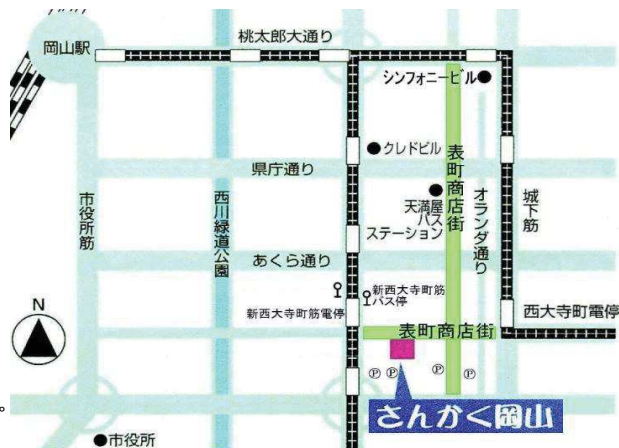 岡山駅
桃太郎大通り
シンフォニービル
クレドビル
県庁通り
表町商店街
天満屋
バス
ステーション
オランダ通り
城下筋
市役所筋
西川緑道公園
あくら通り
新西大寺町筋
バス停
新西大寺町筋電停
西大寺町電停
表町商店街
N
P P P P
さんかく岡山
。
市役所